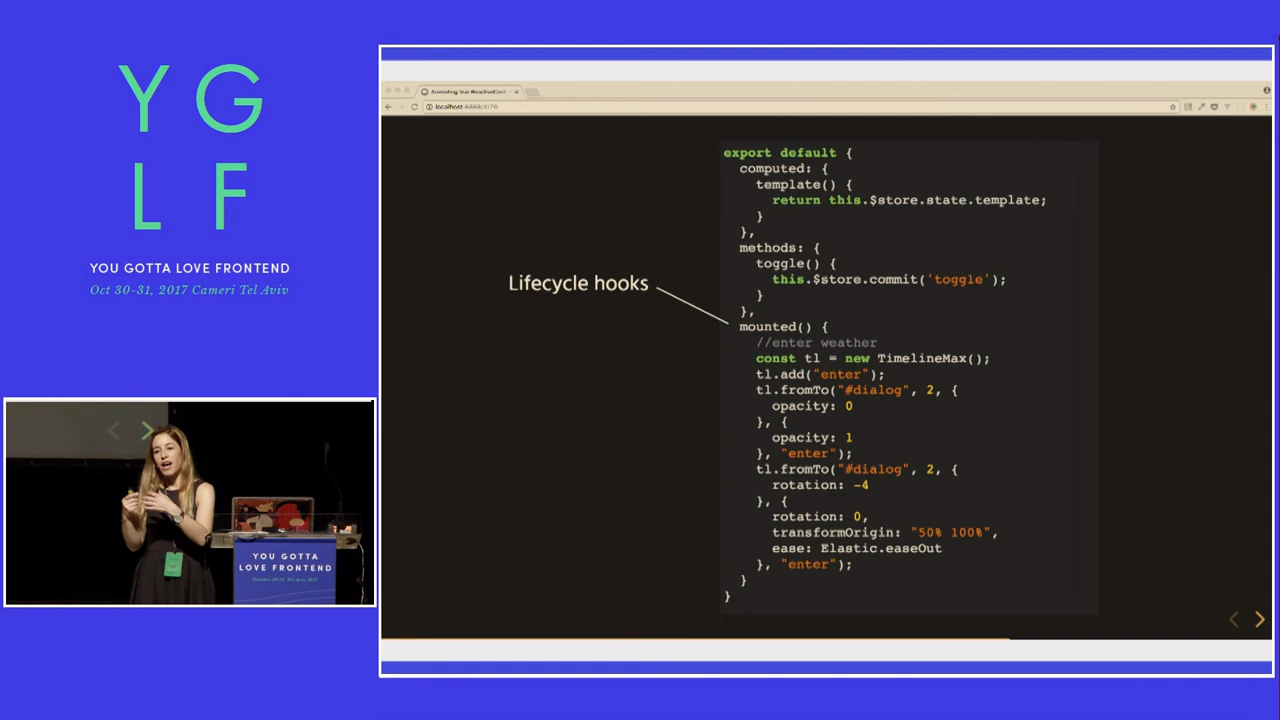 Y G
L F
YOU GOTTA LOVE FRONTEND
Oct 30-31, 2017 Cameri Tel Aviv
localhost:8888/#/76
export default {
computed: {
template() {
return this.$store.state.template;
}
},
methods: {
toggle() {
this.$store.commit('toggle');
}
},
Lifecycle hooks
mounted() {
//enter weather
const tl = new TimelineMax();
tl.add("enter");
tl.fromTo("#dialog", 2, {
opacity: 0
}, {
opacity: 1
}, "enter");
tl.fromTo("#dialog", 2, {
rotation: -4
}, {
rotation: 0,
transformOrigin: "50% 100%",
ease: Elastic.easeOut
}, "enter");
}
}
YOU GOTTA
LOVE FRONTEND